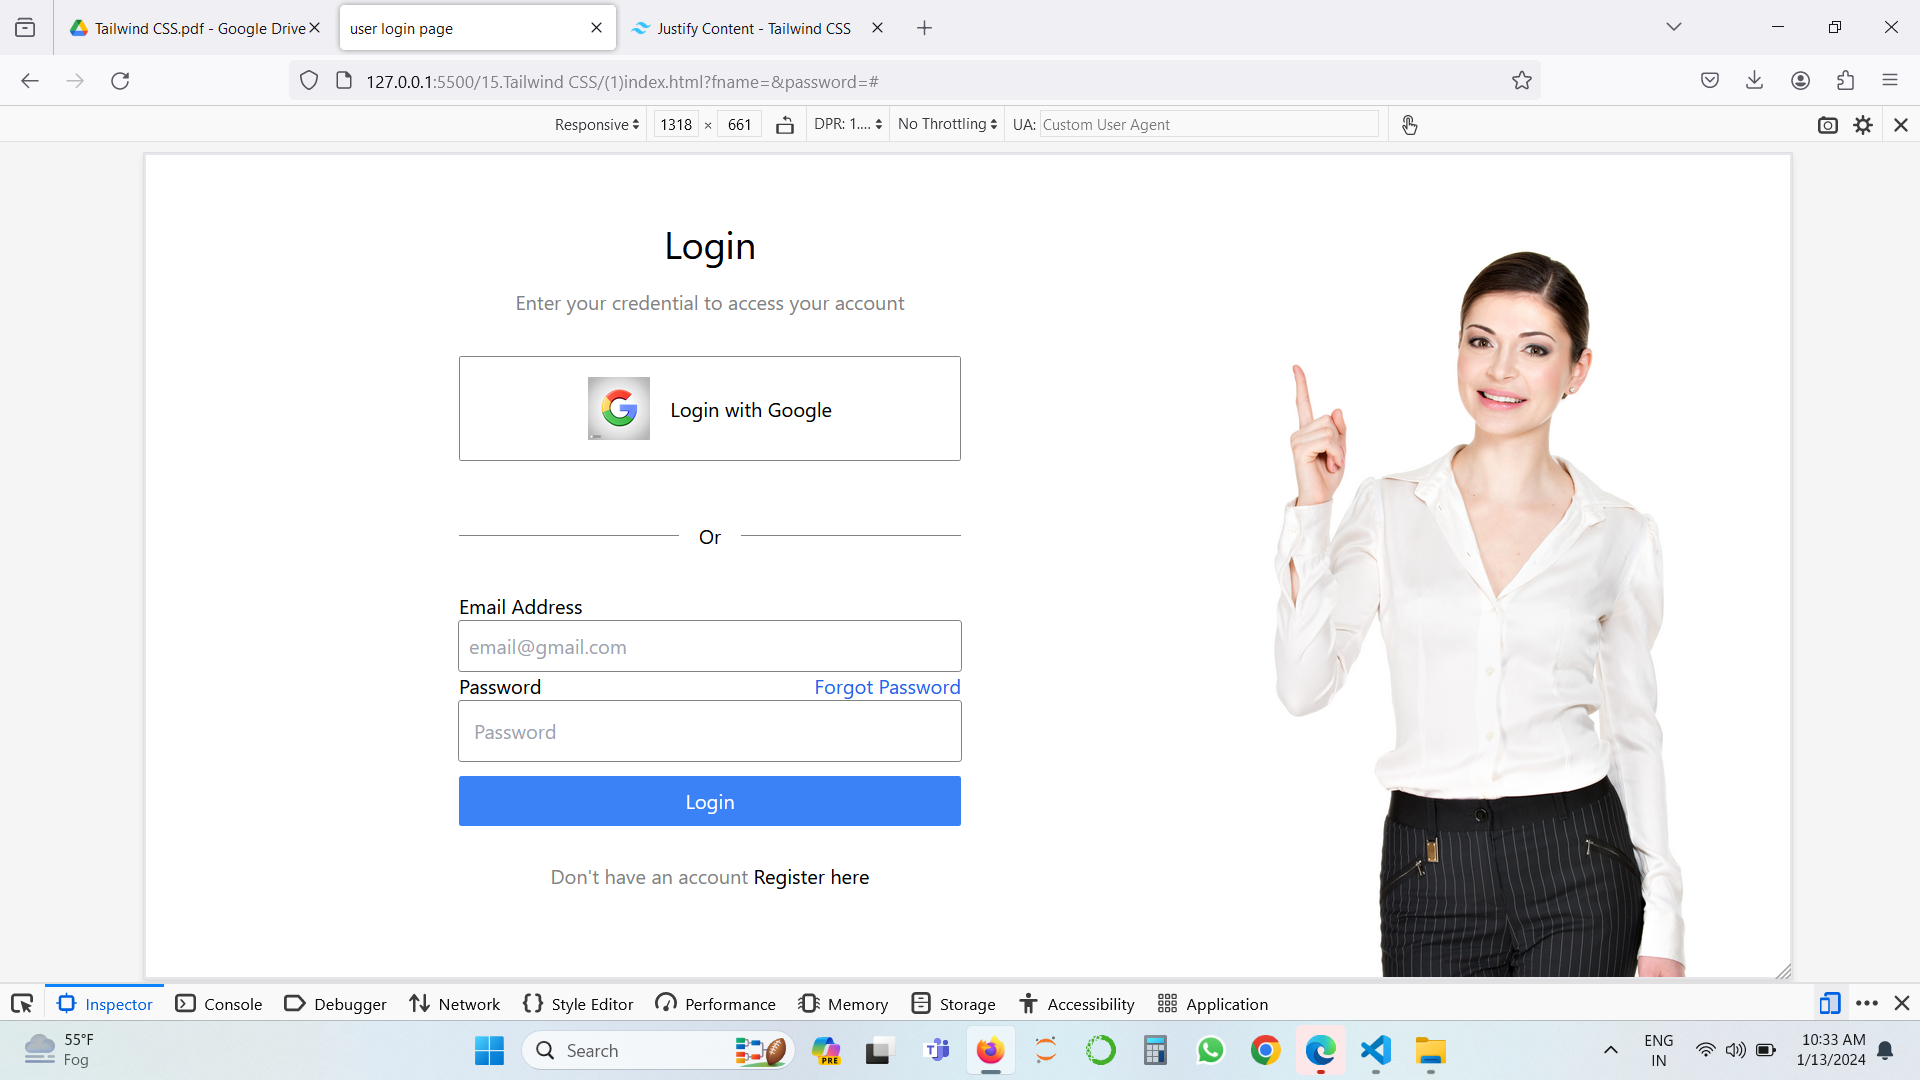 Tailwind CSS.pdf - Google Drive
user login page
Justify Content - Tailwind CSS
127.0.0.1:5500/15.Tailwind CSS/(1)index.html?fname=&password=#
Responsive 1318 × 661 DPR: 1.... No Throttling UA: Custom User Agent
Login
Enter your credential to access your account
G Login with Google
Or
Email Address
email@gmail.com
Password Forgot Password
Password
Login
Don't have an account Register here
Inspector Console Debugger Network Style Editor Performance Memory Storage Accessibility Application
55°F
Fog
Search
PRE
ENG
IN
10:33 AM
1/13/2024